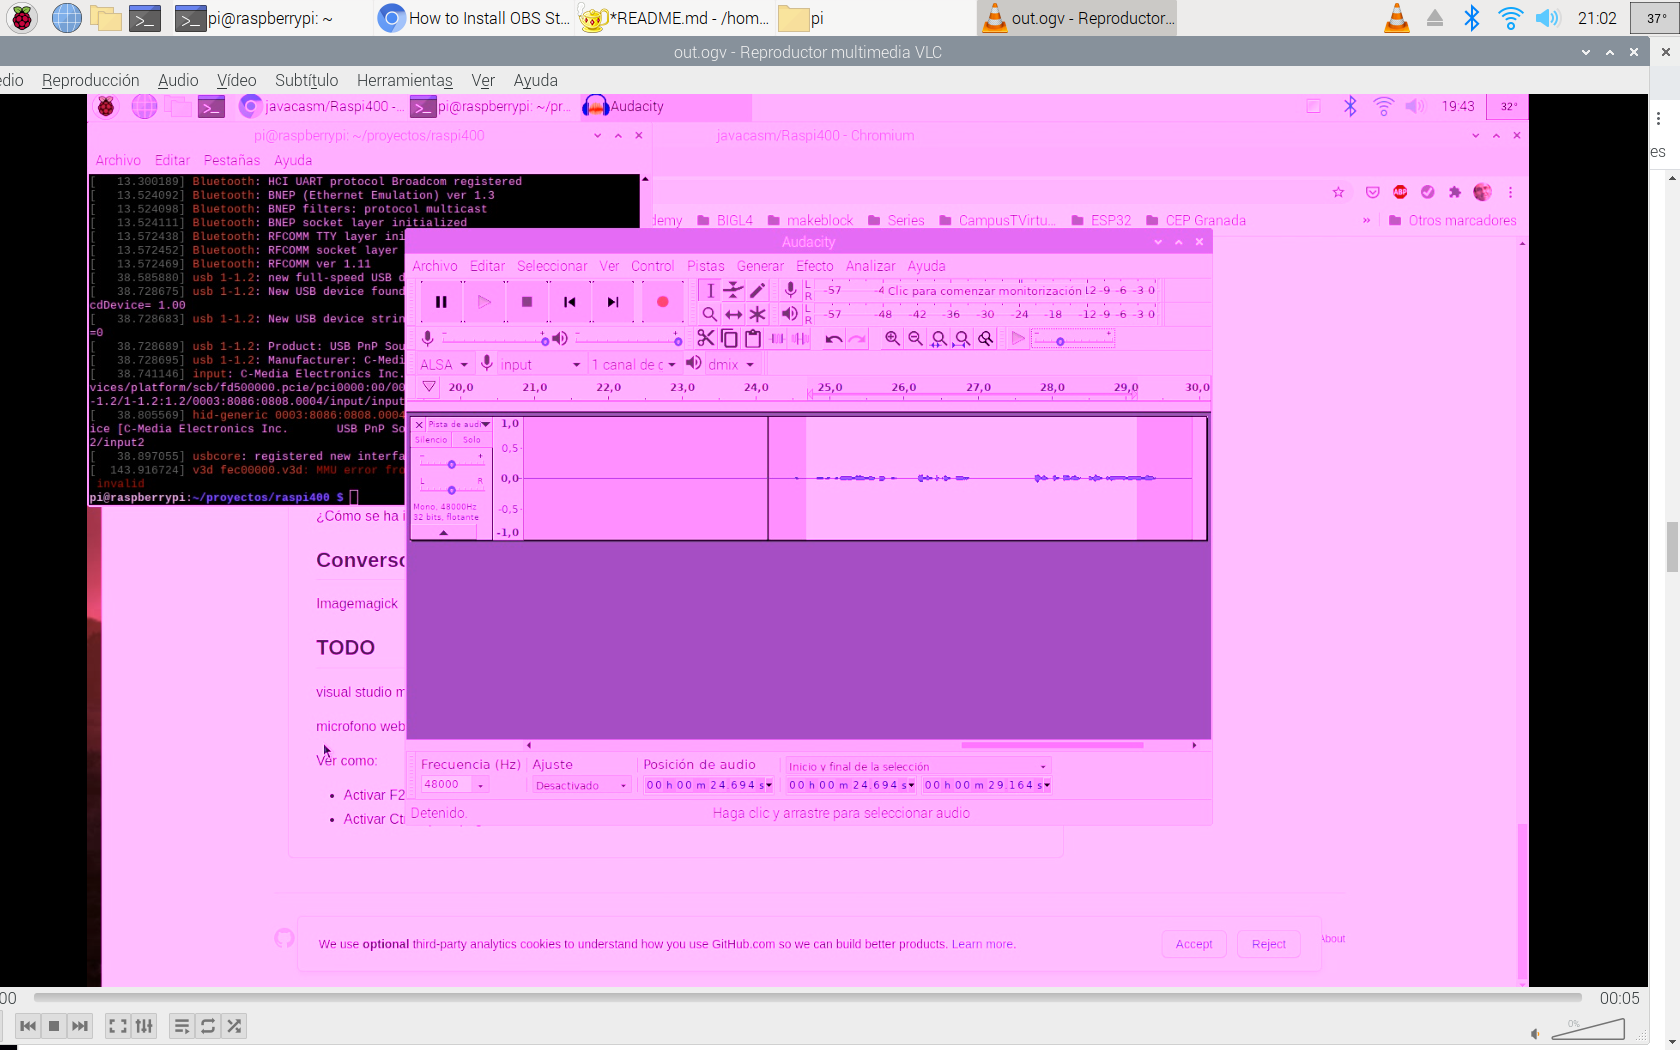 pi@raspberrypi: ~
How to Install OBS St...
*README.md - /hom...
pi
out.ogv - Reproductor...
21:02
37°
out.ogv - Reproductor multimedia VLC
edio Reproducción Audio Vídeo Subtítulo Herramientas Ver Ayuda
javacasm/Raspi400 -...
pi@raspberrypi: ~/pr...
Audacity
19:43
32°
pi@raspberrypi: ~/proyectos/raspi400
javacasm/Raspi400 - Chromium
es
Archivo Editar Pestañas Ayuda
[ 13.300189] Bluetooth: HCI UART protocol Broadcom registered
[ 13.524092] Bluetooth: BNEP (Ethernet Emulation) ver 1.3
[ 13.524098] Bluetooth: BNEP filters: protocol multicast
[ 13.524111] Bluetooth: BNEP socket layer initialized
[ 13.572438] Bluetooth: RFCOMM TTY layer ini
[ 13.572452] Bluetooth: RFCOMM socket layer
[ 13.572469] Bluetooth: RFCOMM ver 1.11
[ 38.585880] usb 1-1.2: new full-speed USB d
[ 38.728675] usb 1-1.2: New USB device found
cdDevice= 1.00
[ 38.728683] usb 1-1.2: New USB device strin
=0
[ 38.728689] usb 1-1.2: Product: USB PnP Sou
[ 38.728695] usb 1-1.2: Manufacturer: C-Medi
[ 38.741146] input: C-Media Electronics Inc.
vices/platform/scb/fd500000.pcie/pci0000:00/00
-1.2/1-1.2:1.2/0003:8086:0808.0004/input/input
[ 38.805569] hid-generic 0003:8086:0808.0004
ice [C-Media Electronics Inc. USB PnP So
2/input2
[ 38.897055] usbcore: registered new interfa
[ 143.916724] v3d fec00000.v3d: MMU error fro
invalid
pi@raspberrypi:~/proyectos/raspi400 $
ABP
demy BIGL4 makeblock Series CampusTVirtu... ESP32 CEP Granada » Otros marcadores
Audacity
Archivo Editar Seleccionar Ver Control Pistas Generar Efecto Analizar Ayuda
L
R
-57 -4 Clic para comenzar monitorización -12 -9 -6 -3 0
L
R
-57 -48 -42 -36 -30 -24 -18 -12 -9 -6 -3 0
- + - +
- +
ALSA input 1 canal de c dmix
20,0 21,0 22,0 23,0 24,0 25,0 26,0 27,0 28,0 29,0 30,0
Pista de audi
Silencio Solo
- +
L R
Mono, 48000Hz
32 bits, flotante
1,0
0,5
0,0
-0,5
-1,0
¿Cómo se ha i
Converso
Imagemagick
TODO
visual studio m
microfono web
Ver como:
• Activar F2
• Activar Ct
Frecuencia (Hz) Ajuste Posición de audio Inicio y final de la selección
48000 Desactivado 00 h 00 m 24.694 s 00 h 00 m 24.694 s 00 h 00 m 29.164 s
Detenido. Haga clic y arrastre para seleccionar audio
We use optional third-party analytics cookies to understand how you use GitHub.com so we can build better products. Learn more.
Accept
Reject
About
00
00:05
0%